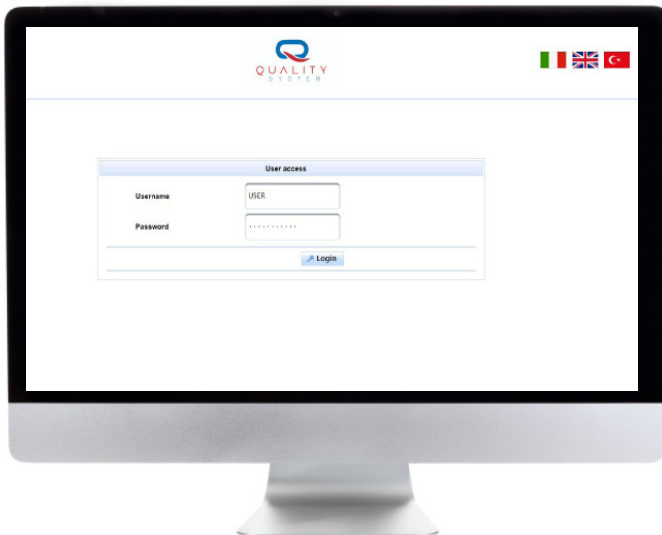 QUALITY
SYSTEM
User access
Username
USER
Password
Login